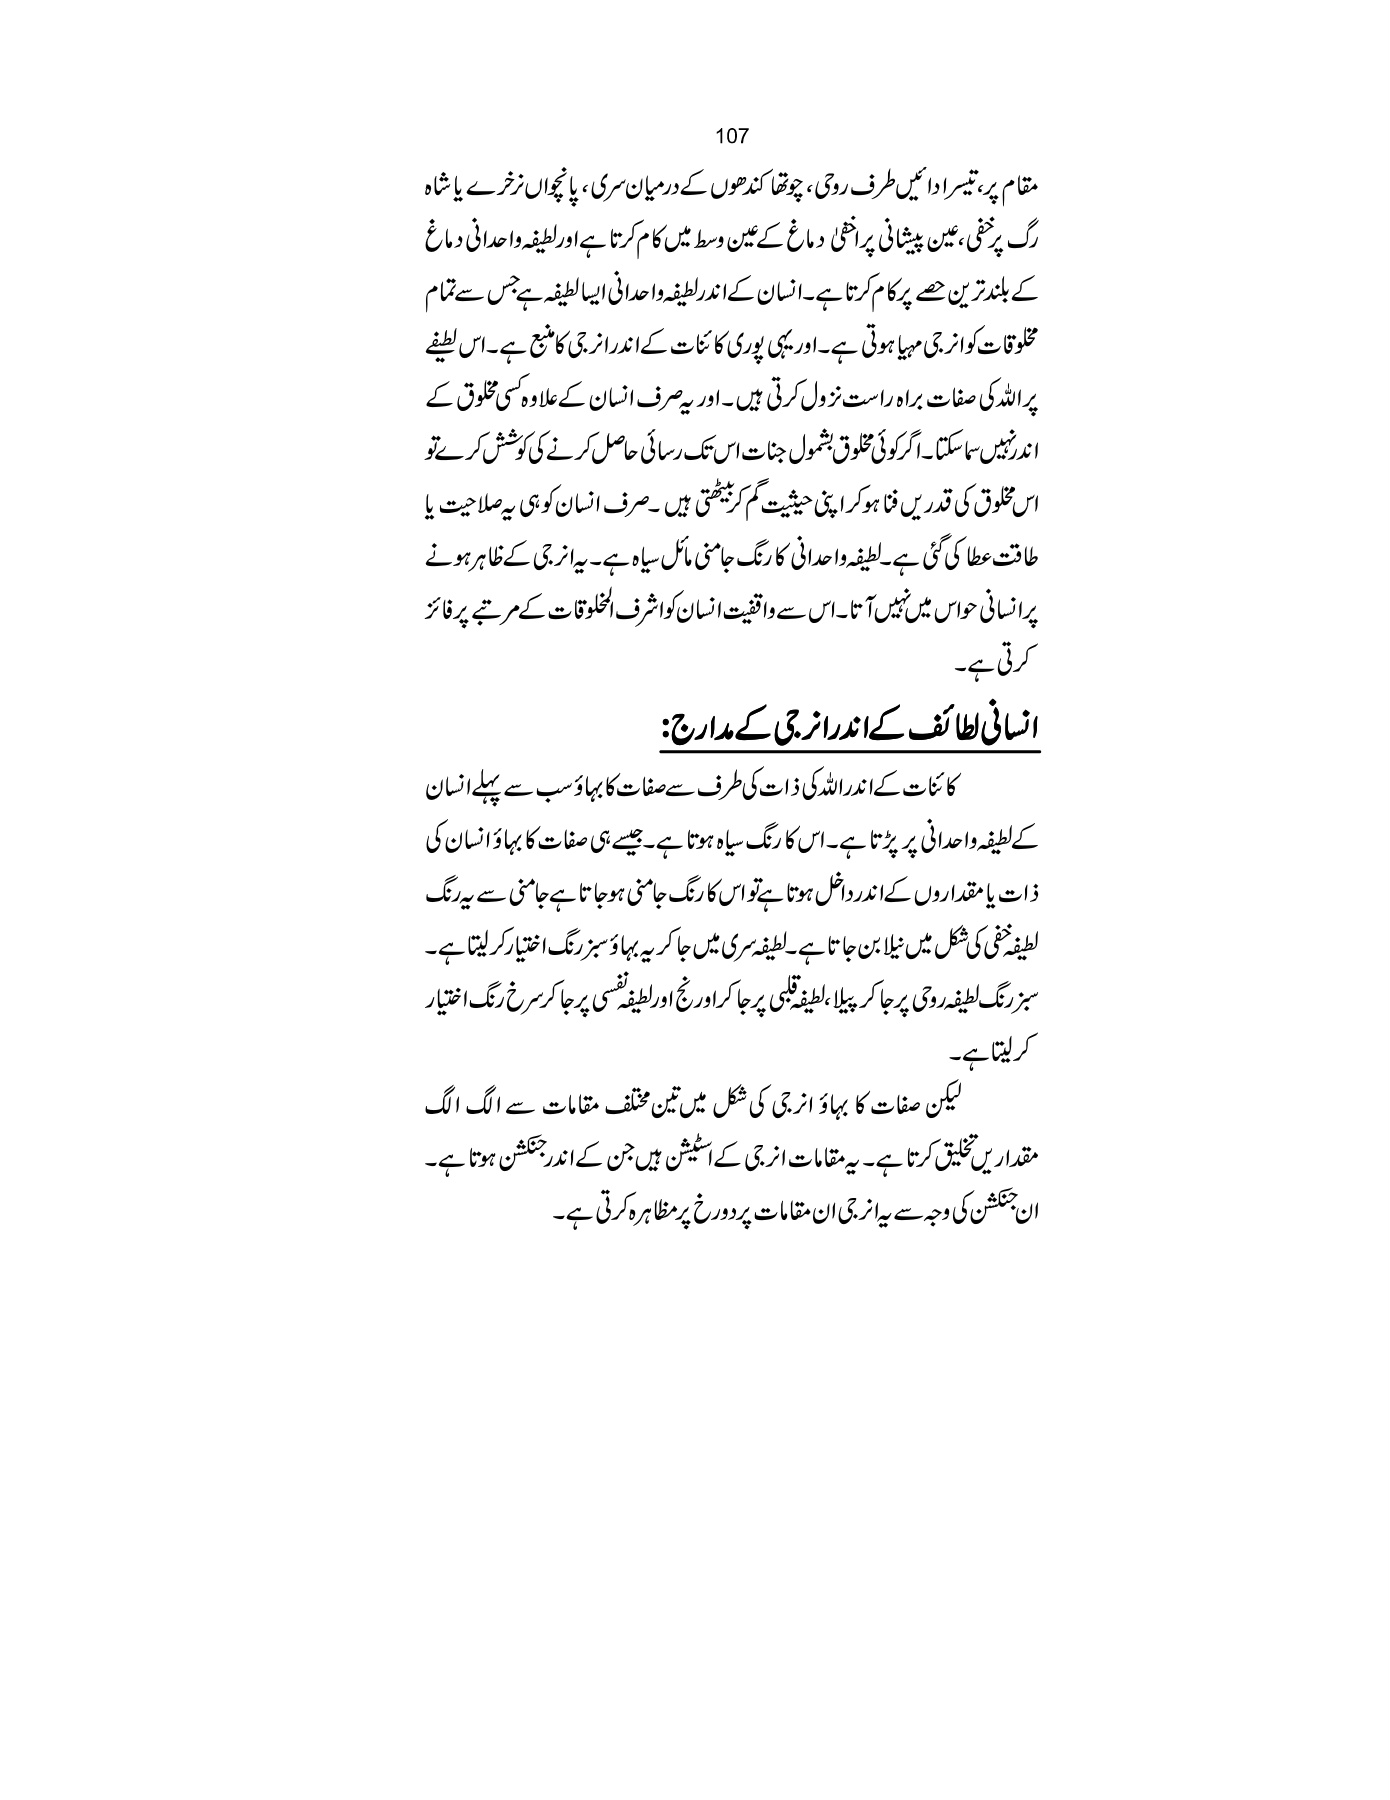 107
مقام پر، تیسرا دائیں طرف روحی، چوتھا کندھوں کے درمیان سری، پانچواں نرخرے یا شاہ
رگ پر خفی، عین پیشانی پر اخفیٰ دماغ کے عین وسط میں کام کرتا ہے اور لطیفہ واحدانی دماغ
کے بلند ترین حصے پر کام کرتا ہے۔ انسان کے اندر لطیفہ واحدانی ایسا لطیفہ ہے جس سے تمام
مخلوقات کو انرجی مہیا ہوتی ہے۔ اور یہی پوری کائنات کے اندر انرجی کا منبع ہے۔ اس لطیفے
پر اللہ کی صفات براہ راست نزول کرتی ہیں۔ اور یہ صرف انسان کے علاوہ کسی مخلوق کے
اندر نہیں سما سکتا۔ اگر کوئی مخلوق بشمول جنات اس تک رسائی حاصل کرنے کی کوشش کرے تو
اس مخلوق کی قدریں فنا ہو کر اپنی حیثیت گم کر بیٹھتی ہیں۔ صرف انسان کو ہی یہ صلاحیت یا
طاقت عطا کی گئی ہے۔ لطیفہ واحدانی کا رنگ جامنی مائل سیاہ ہے۔ یہ انرجی کے ظاہر ہونے
پر انسانی حواس میں نہیں آتا۔ اس سے واقفیت انسان کو اشرف المخلوقات کے مرتبے پر فائز
کرتی ہے۔
انسانی لطائف کے اندر انرجی کے مدارج:
کائنات کے اندر اللہ کی ذات کی طرف سے صفات کا بہاؤ سب سے پہلے انسان
کے لطیفہ واحدانی پر پڑتا ہے۔ اس کا رنگ سیاہ ہوتا ہے۔ جیسے ہی صفات کا بہاؤ انسان کی
ذات یا مقداروں کے اندر داخل ہوتا ہے تو اس کا رنگ جامنی ہو جاتا ہے جامنی سے یہ رنگ
لطیفہ خفی کی شکل میں نیلا بن جاتا ہے۔ لطیفہ سری میں جا کر یہ بہاؤ سبز رنگ اختیار کر لیتا ہے۔
سبز رنگ لطیفہ روحی پر جا کر پیلا، لطیفہ قلبی پر جا کر اورنج اور لطیفہ نفسی پر جا کر سرخ رنگ اختیار
کر لیتا ہے۔
لیکن صفات کا بہاؤ انرجی کی شکل میں تین مختلف مقامات سے الگ الگ
مقداریں تخلیق کرتا ہے۔ یہ مقامات انرجی کے اسٹیشن ہیں جن کے اندر جنکشن ہوتا ہے۔
ان جنکشن کی وجہ سے یہ انرجی ان مقامات پر دو رخ پر مظاہرہ کرتی ہے۔